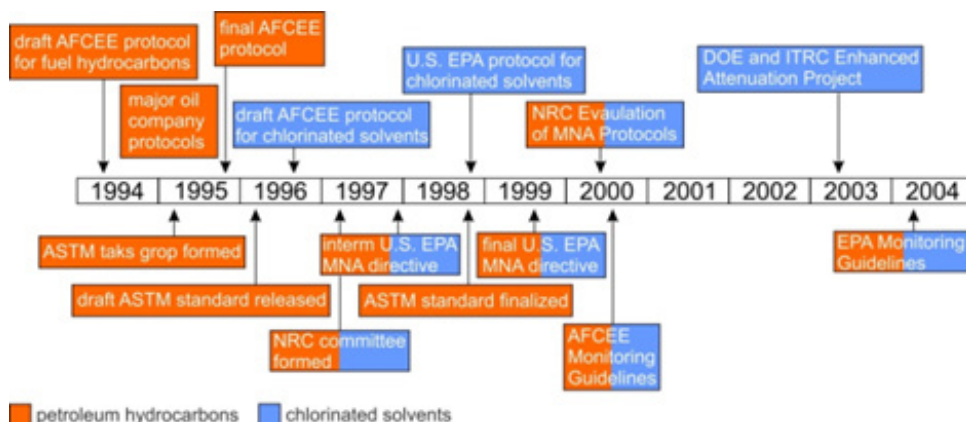 draft AFCEE protocol
for fuel hydrocarbons
final AFCEE
protocol
major oil
company
protocols
draft AFCEE protocol
for chlorinated solvents
U.S. EPA protocol for
chlorinated solvents
NRC Evaulation
of MNA Protocols
DOE and ITRC Enhanced
Attenuation Project
1994 1995 1996 1997 1998 1999 2000 2001 2002 2003 2004
ASTM taks grop formed
draft ASTM standard released
NRC committee
formed
interm U.S. EPA
MNA directive
ASTM standard finalized
final U.S. EPA
MNA directive
AFCEE
Monitoring
Guidelines
EPA Monitoring
Guidelines
petroleum hydrocarbons
chlorinated solvents